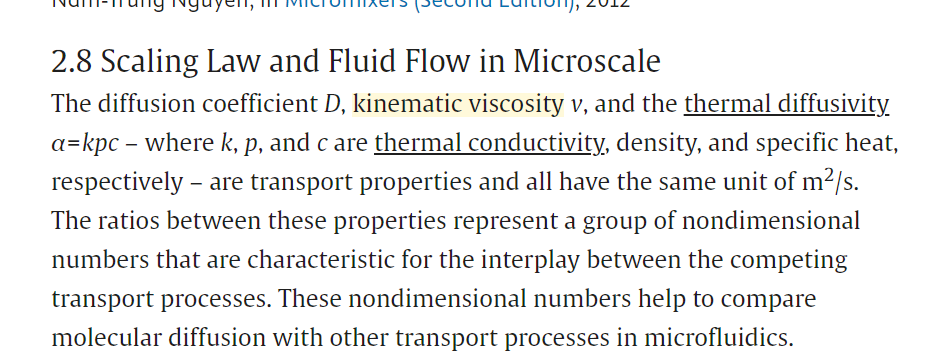 Nam-Trung Nguyen, in Micromixers (Second Edition), 2012
2.8 Scaling Law and Fluid Flow in Microscale
The diffusion coefficient D, kinematic viscosity ν, and the thermal diffusivity
α=kpc – where k, p, and c are thermal conductivity, density, and specific heat,
respectively – are transport properties and all have the same unit of m²/s.
The ratios between these properties represent a group of nondimensional
numbers that are characteristic for the interplay between the competing
transport processes. These nondimensional numbers help to compare
molecular diffusion with other transport processes in microfluidics.